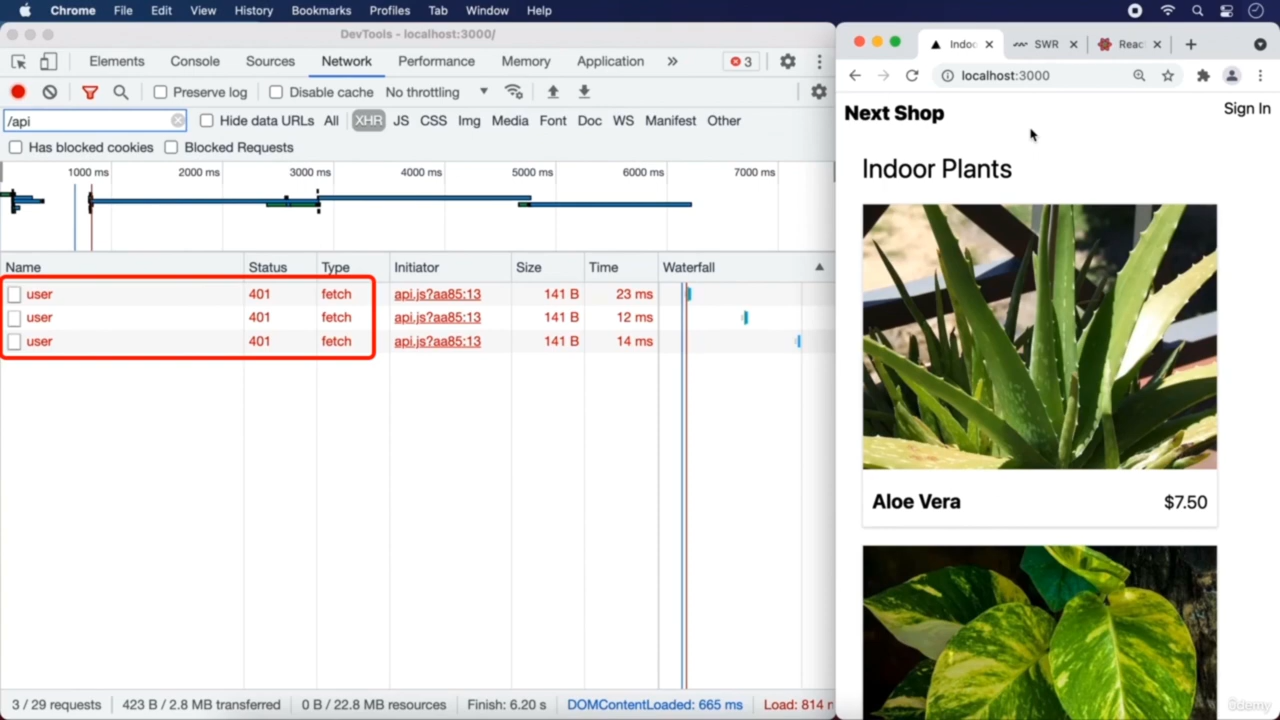 Chrome File Edit View History Bookmarks Profiles Tab Window Help
DevTools - localhost:3000/
Elements Console Sources Network Performance Memory Application » 3
Preserve log Disable cache No throttling
/api Hide data URLs All XHR JS CSS Img Media Font Doc WS Manifest Other
Has blocked cookies Blocked Requests
1000 ms 2000 ms 3000 ms 4000 ms 5000 ms 6000 ms 7000 ms
Name Status Type Initiator Size Time Waterfall
user 401 fetch api.js?aa85:13 141 B 23 ms
user 401 fetch api.js?aa85:13 141 B 12 ms
user 401 fetch api.js?aa85:13 141 B 14 ms
3 / 29 requests 423 B / 2.8 MB transferred 0 B / 22.8 MB resources Finish: 6.20 s DOMContentLoaded: 665 ms Load: 814 m
Indoo SWR Reac
localhost:3000
Next Shop Sign In
Indoor Plants
Aloe Vera $7.50
ûdemy